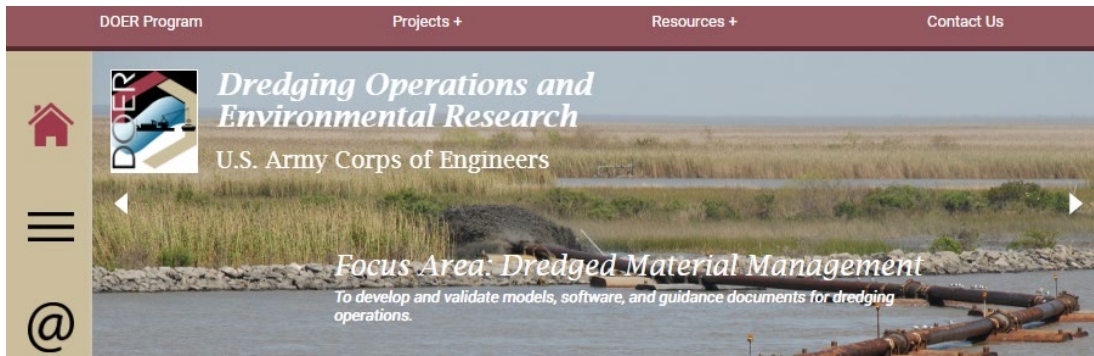 DOER Program Projects + Resources + Contact Us
DOER
Dredging Operations and
Environmental Research
U.S. Army Corps of Engineers
Focus Area: Dredged Material Management
To develop and validate models, software, and guidance documents for dredging
operations.
@